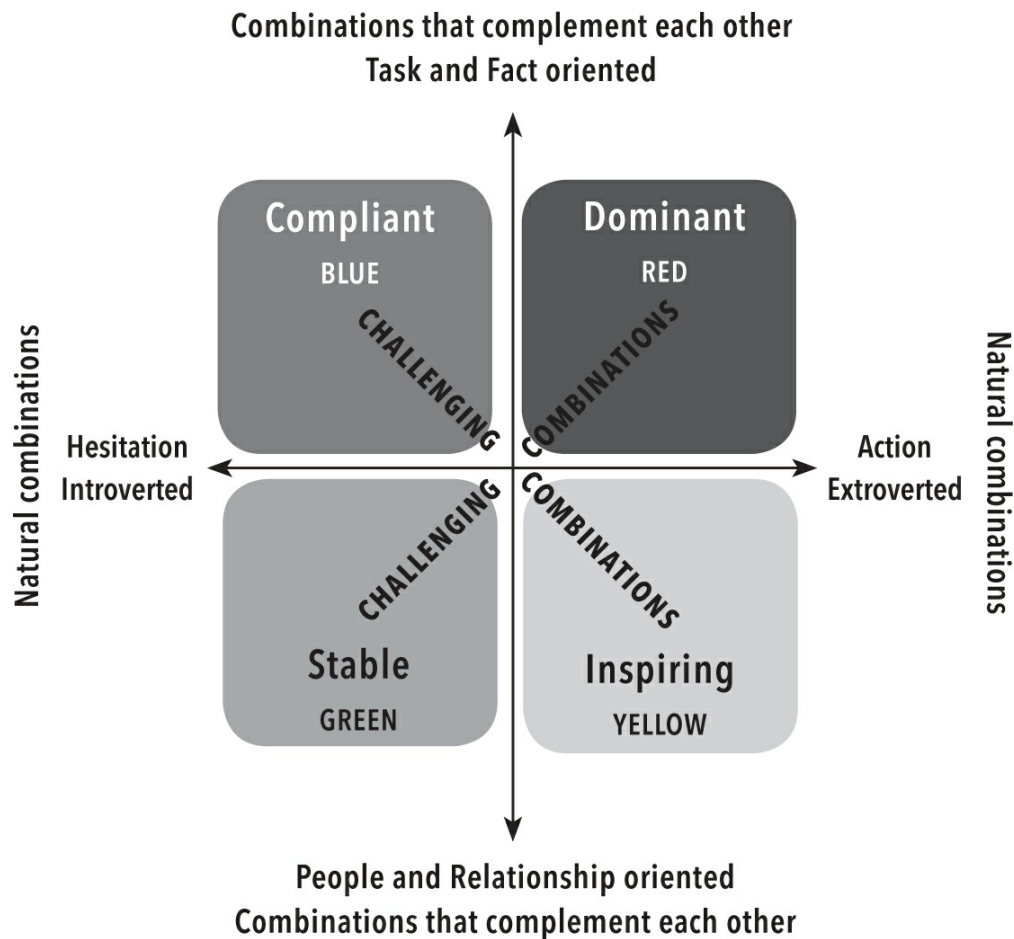 Combinations that complement each other
Task and Fact oriented
Compliant
BLUE
Dominant
RED
CHALLENGING
COMBINATIONS
Natural combinations
Hesitation
Introverted
Action
Extroverted
Natural combinations
CHALLENGING
COMBINATIONS
Stable
GREEN
Inspiring
YELLOW
People and Relationship oriented
Combinations that complement each other